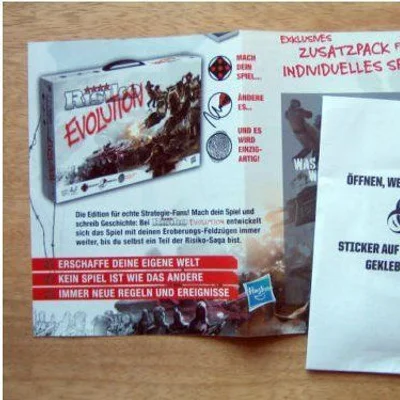 EXKLUSIVES
ZUSATZPACK
INDIVIDUELLES
RISIKO
EVOLUTION
MACH
DEIN
SPIEL...
ÄNDERE
ES...
UND ES
WIRD
EINZIG-
ARTIG!
Die Edition für echte Strategie-Fans! Mach dein Spiel und
schreib Geschichte: Bei RISIKO EVOLUTION entwickelt
sich das Spiel mit deinen Eroberungs-Feldzügen immer
weiter, bis du selbst ein Teil der Risiko-Saga bist.
ERSCHAFFE DEINE EIGENE WELT
KEIN SPIEL IST WIE DAS ANDERE
IMMER NEUE REGELN UND EREIGNISSE
Hasbro
WAS
ÖFFNEN, WE
STICKER AUF
GEKLEB